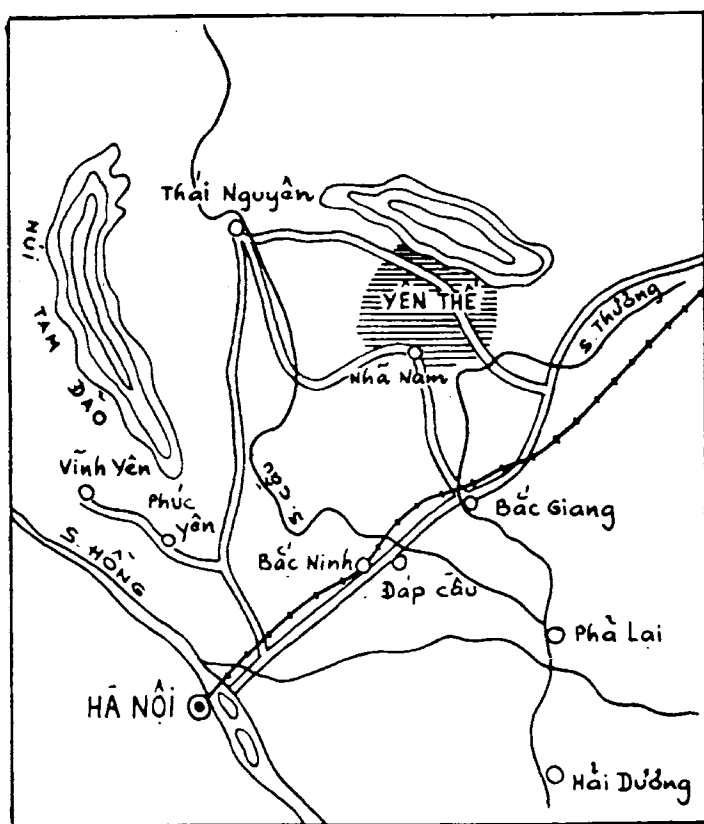 Thái Nguyên
NÚI TAM ĐẢO
YÊN THẾ
S. THƯƠNG
Nhã Nam
Vĩnh Yên
Phúc
Yên
S. Cầu
Bắc Giang
S. HỒNG
Bắc Ninh
Đáp cầu
Phả Lại
HÀ NỘI
Hải Dương